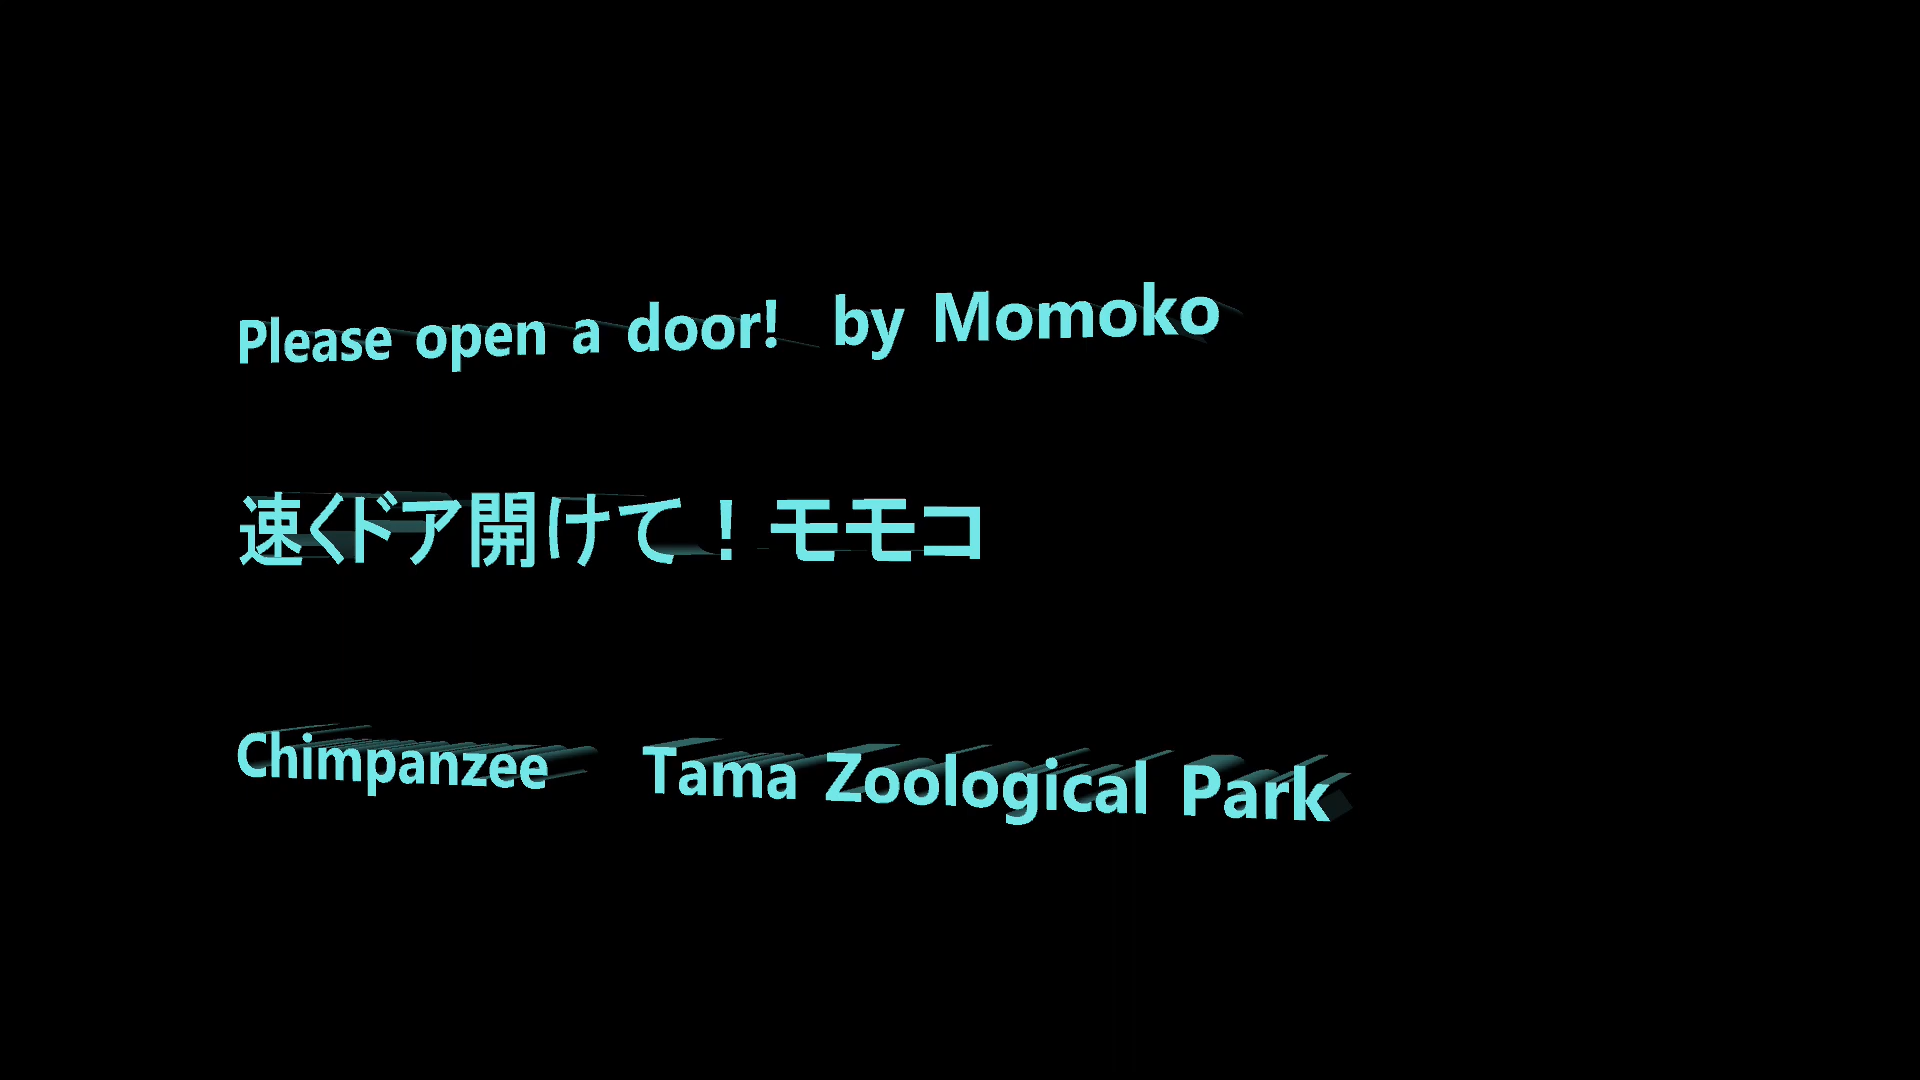 Please open a door!  by Momoko
速くドア開けて！モモコ
Chimpanzee   Tama Zoological Park